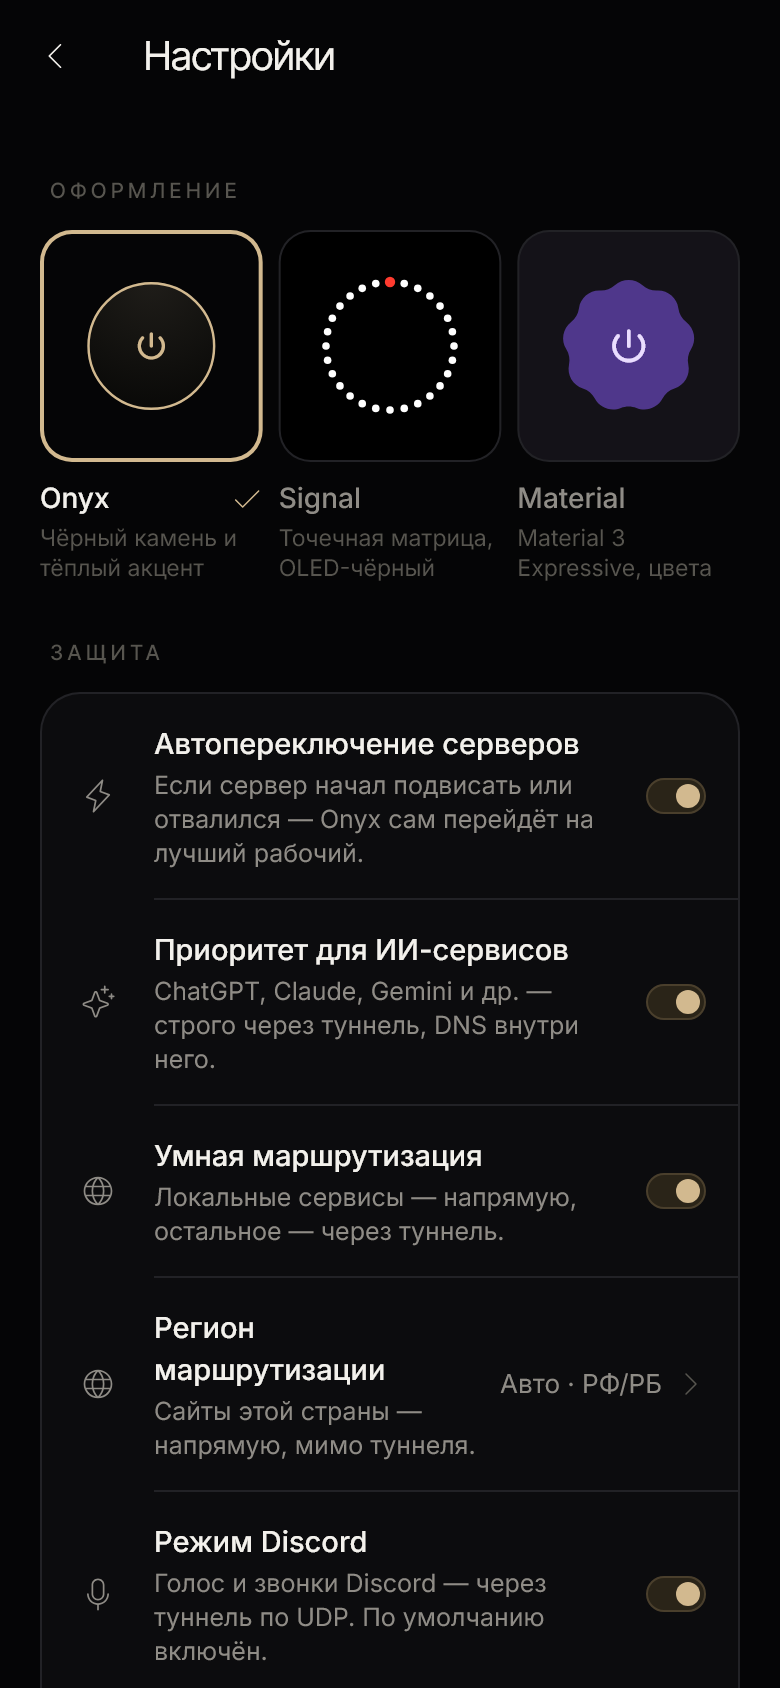 Настройки
ОФОРМЛЕНИЕ
Onyx
Чёрный камень и
тёплый акцент
Signal
Точечная матрица,
OLED-чёрный
Material
Material 3
Expressive, цвета
ЗАЩИТА
Автопереключение серверов
Если сервер начал подвисать или
отвалился — Onyx сам перейдёт на
лучший рабочий.
Приоритет для ИИ-сервисов
ChatGPT, Claude, Gemini и др. —
строго через туннель, DNS внутри
него.
Умная маршрутизация
Локальные сервисы — напрямую,
остальное — через туннель.
Регион
маршрутизации
Сайты этой страны —
напрямую, мимо туннеля.
Авто · РФ/РБ
Режим Discord
Голос и звонки Discord — через
туннель по UDP. По умолчанию
включён.